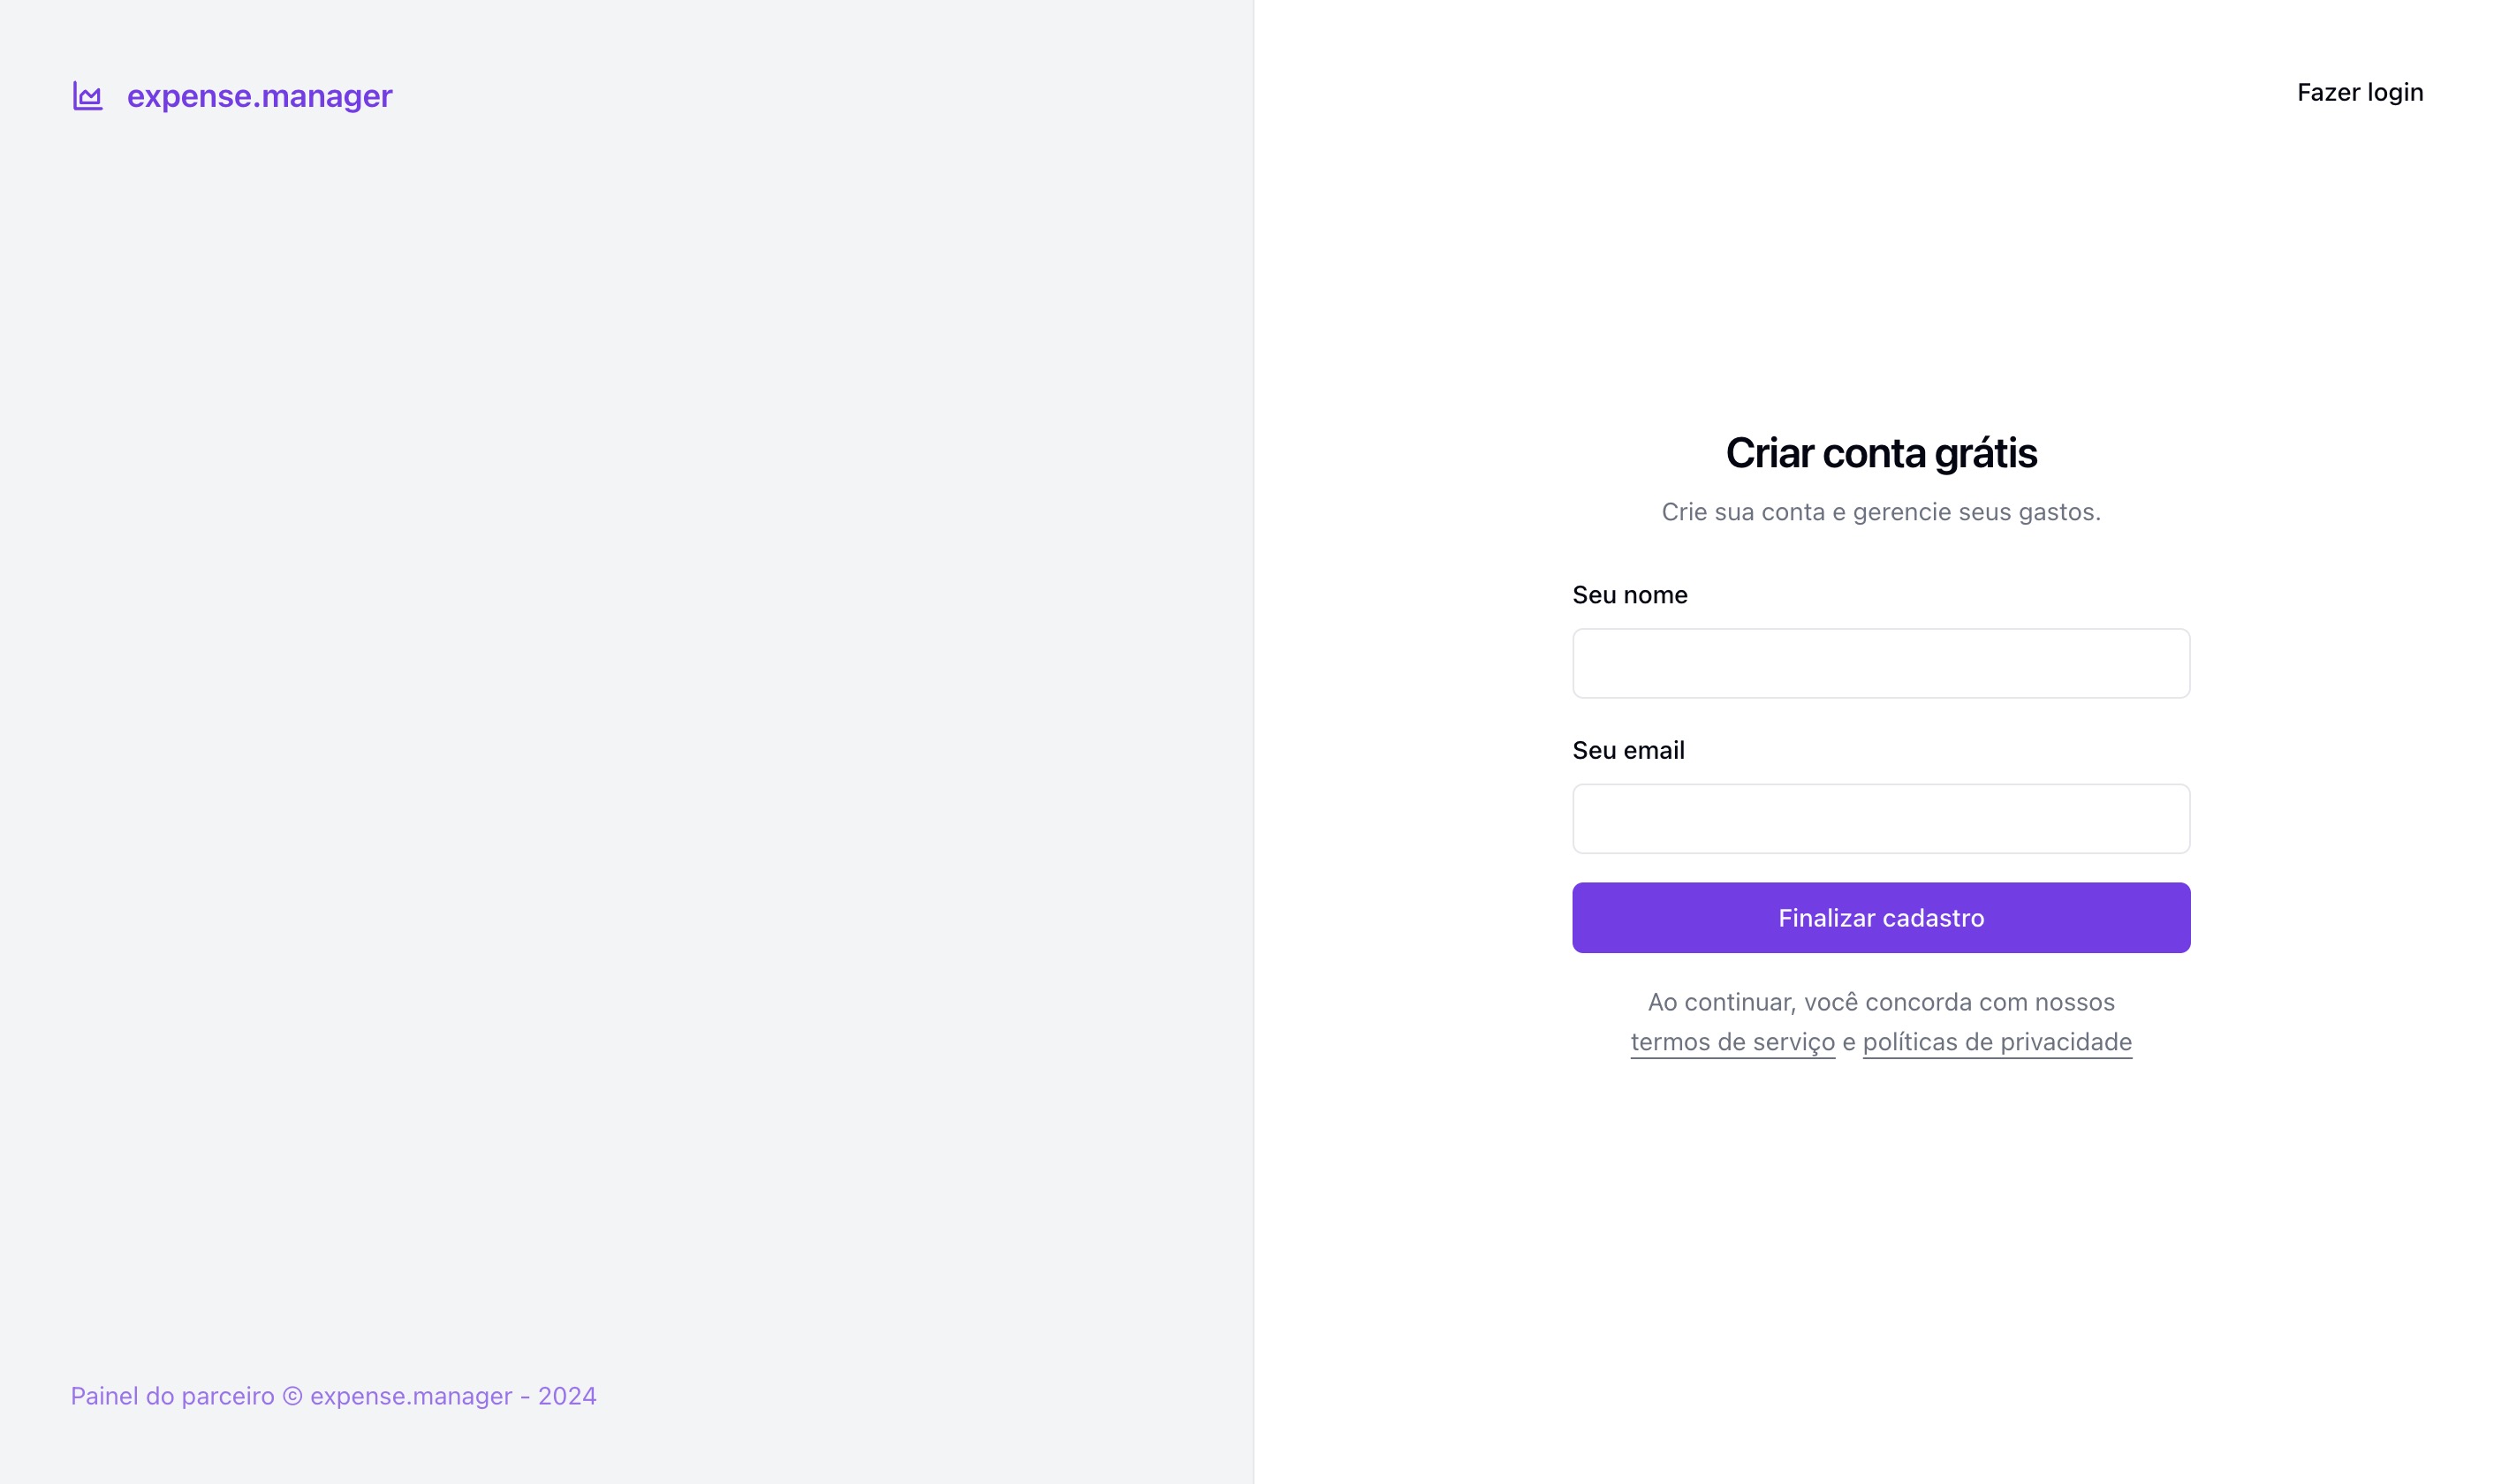 expense.manager
Fazer login
Criar conta grátis
Crie sua conta e gerencie seus gastos.
Seu nome
Seu email
Finalizar cadastro
Ao continuar, você concorda com nossos
termos de serviço e políticas de privacidade
Painel do parceiro © expense.manager - 2024